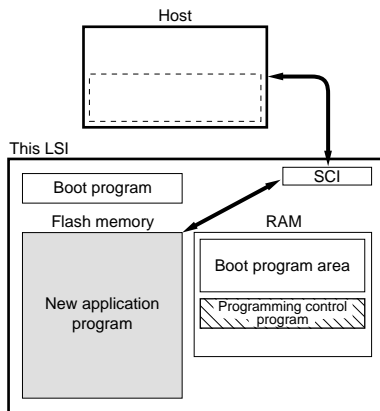 Host
This LSI
SCI
Boot program
Flash memory
RAM
Boot program area
New application
program
Programming control
program